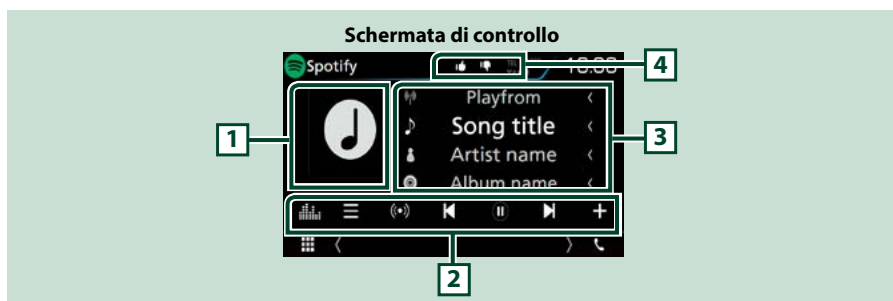 Schermata di controllo
Spotify
4
Playfrom
1
Song title
3
Artist name
Album name
2